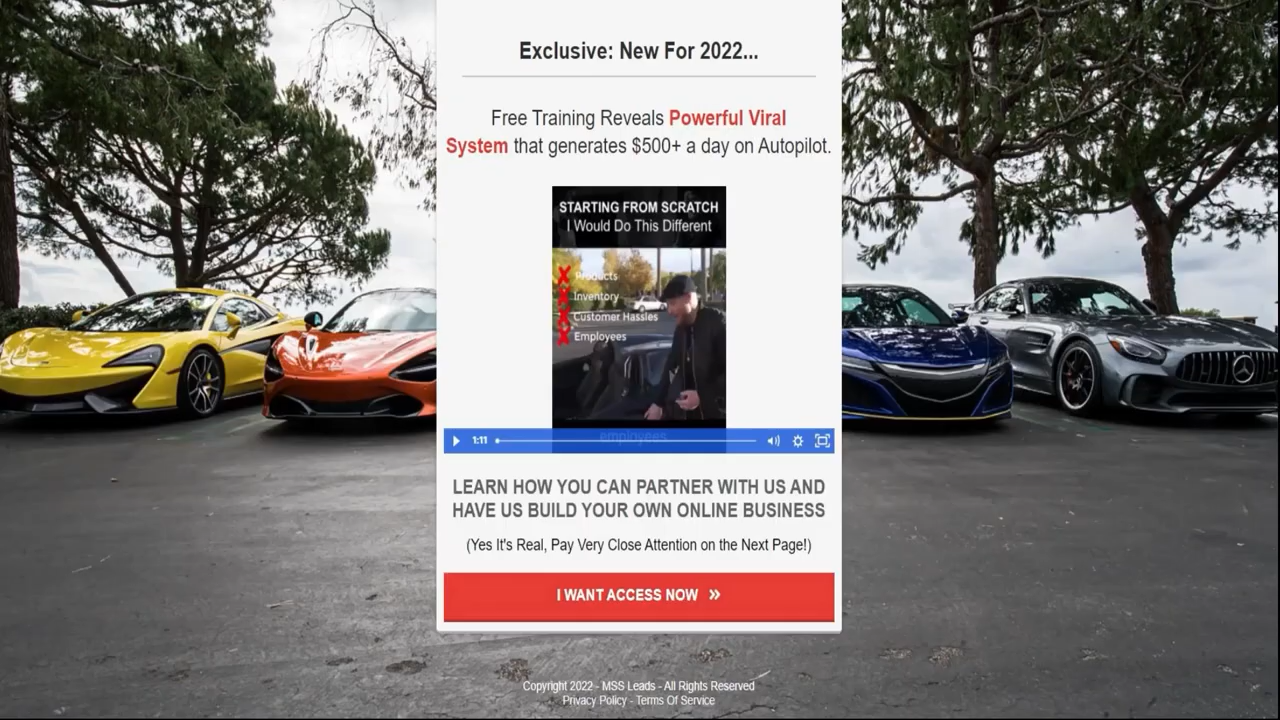 Exclusive: New For 2022...
Free Training Reveals Powerful Viral
System that generates $500+ a day on Autopilot.
STARTING FROM SCRATCH
I Would Do This Different
Products
Inventory
Customer Hassles
Employees
employees
1:11
LEARN HOW YOU CAN PARTNER WITH US AND
HAVE US BUILD YOUR OWN ONLINE BUSINESS
(Yes It's Real, Pay Very Close Attention on the Next Page!)
I WANT ACCESS NOW »
Copyright 2022 - MSS Leads - All Rights Reserved
Privacy Policy - Terms Of Service